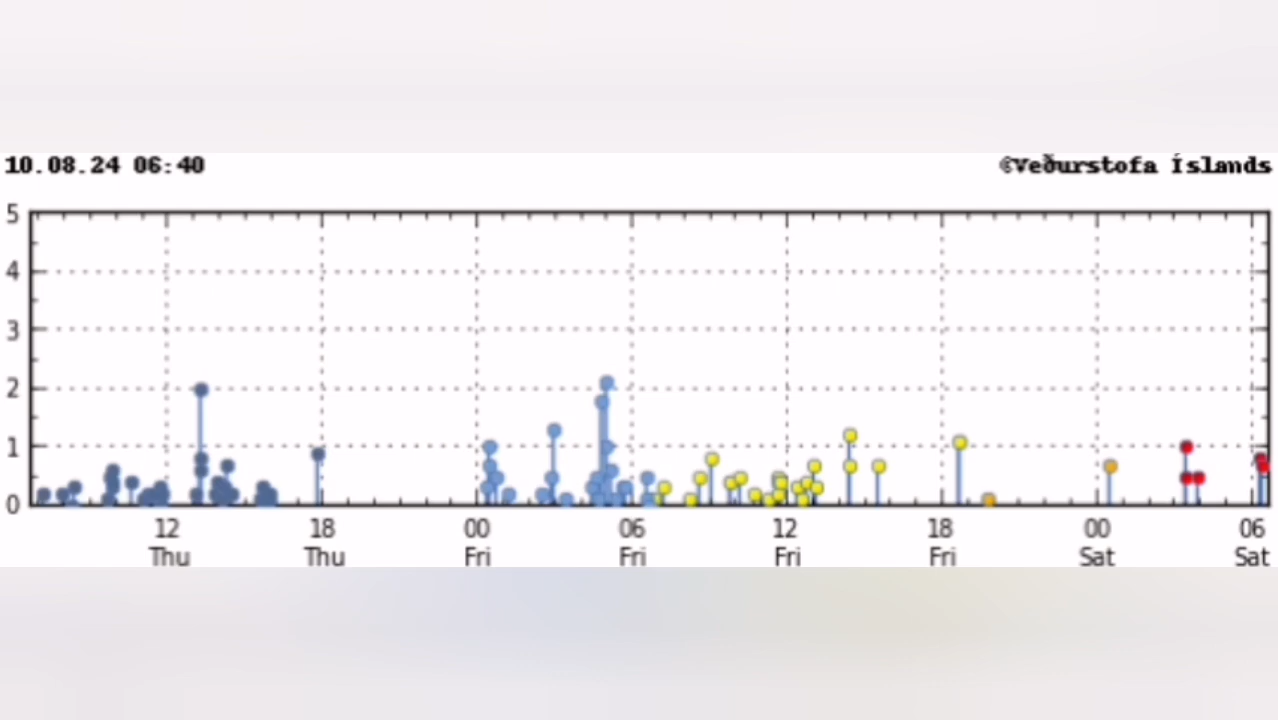 10.08.24 06:40
©Veðurstofa Íslands
5
4
3
2
1
0
12 18 00 06 12 18 00 06
Thu Thu Fri Fri Fri Fri Sat Sat